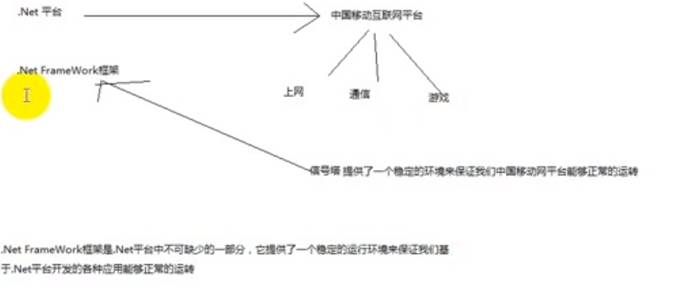 .Net 平台
中国移动互联网平台
.Net FrameWork框架
上网
通信
游戏
信号塔 提供了一个稳定的环境来保证我们中国移动网平台能够正常的运转
.Net FrameWork框架是.Net平台中不可缺少的一部分，它提供了一个稳定的运行环境来保证我们基
于.Net平台开发的各种应用能够正常的运转